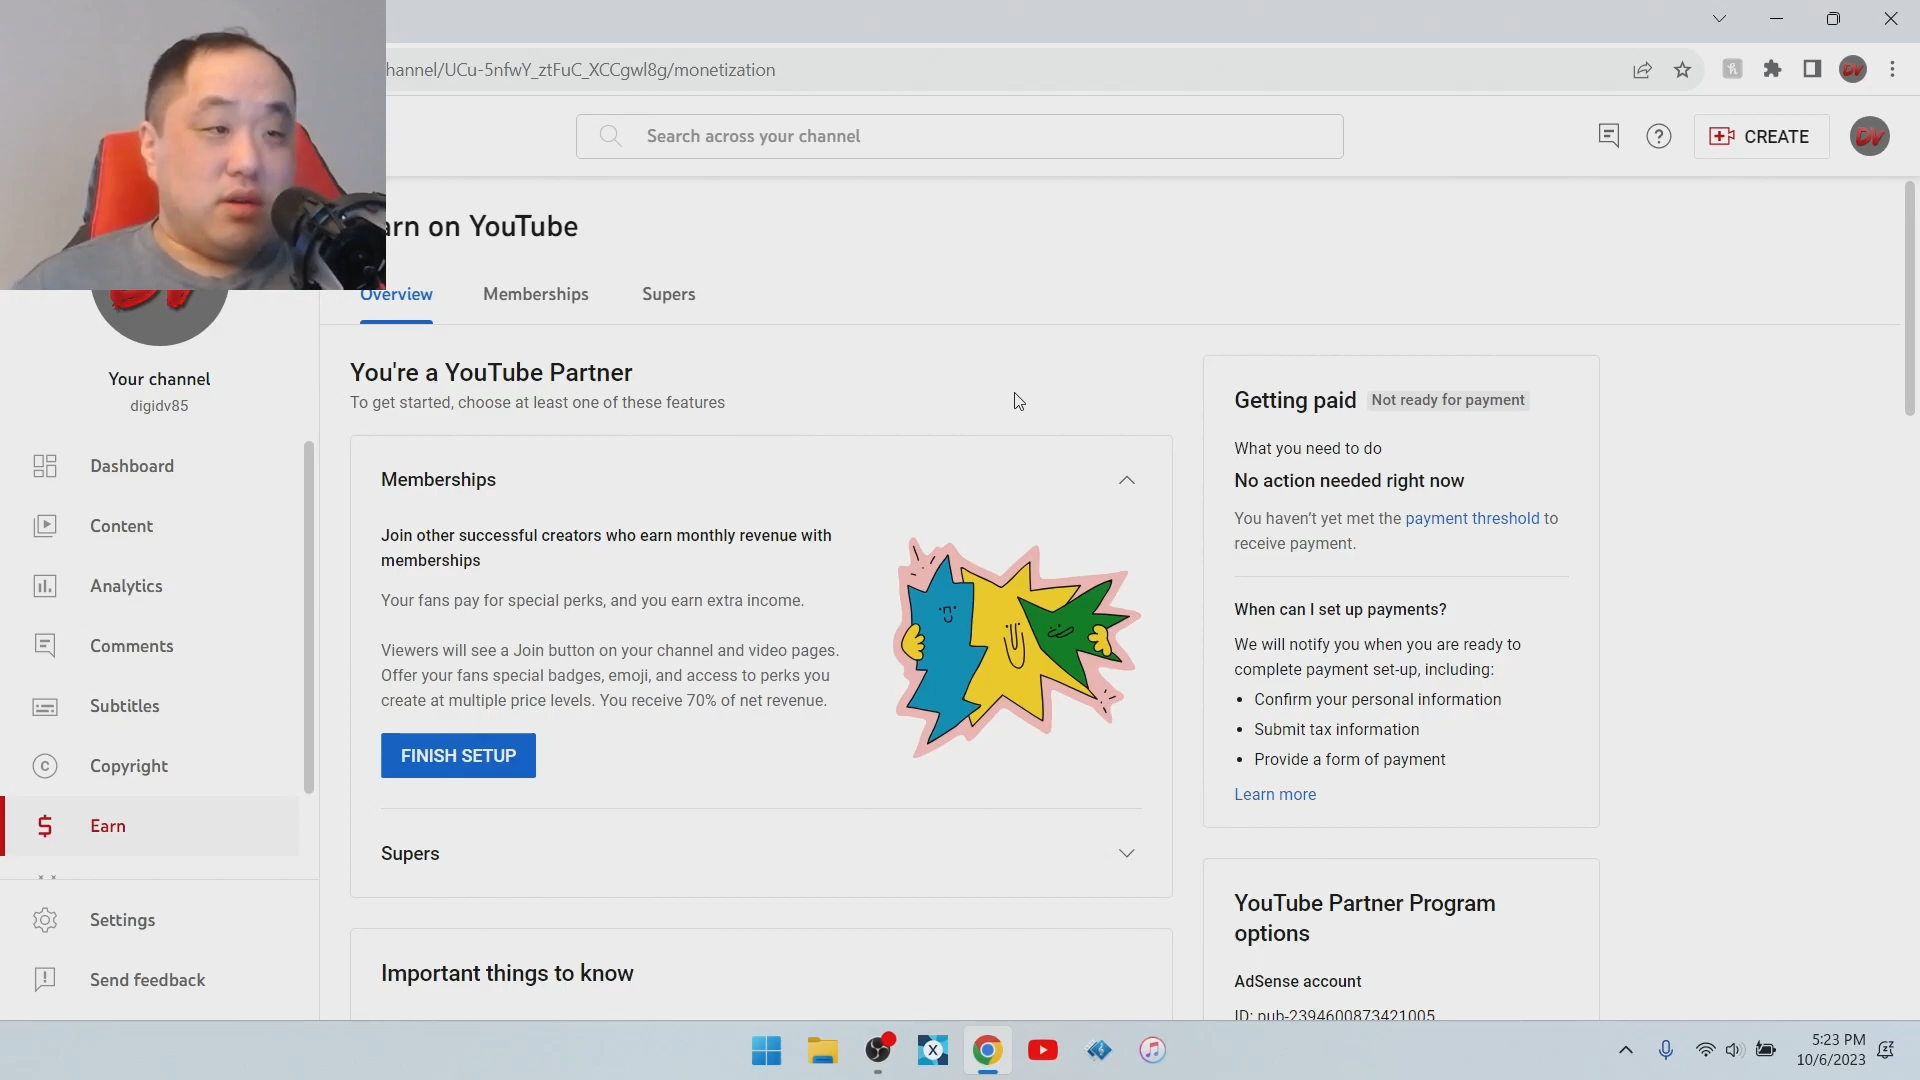 hannel/UCu-5nfwY_ztFuC_XCCgwl8g/monetization
Search across your channel
CREATE
DV
arn on YouTube
Overview
Memberships
Supers
Your channel
digidv85
Dashboard
Content
Analytics
Comments
Subtitles
Copyright
Earn
Settings
Send feedback
You're a YouTube Partner
To get started, choose at least one of these features
Memberships
Join other successful creators who earn monthly revenue with
memberships
Your fans pay for special perks, and you earn extra income.
Viewers will see a Join button on your channel and video pages.
Offer your fans special badges, emoji, and access to perks you
create at multiple price levels. You receive 70% of net revenue.
FINISH SETUP
Supers
Important things to know
Getting paid Not ready for payment
What you need to do
No action needed right now
You haven't yet met the payment threshold to
receive payment.
When can I set up payments?
We will notify you when you are ready to
complete payment set-up, including:
• Confirm your personal information
• Submit tax information
• Provide a form of payment
Learn more
YouTube Partner Program
options
AdSense account
ID: pub-2394600873421005
5:23 PM
10/6/2023